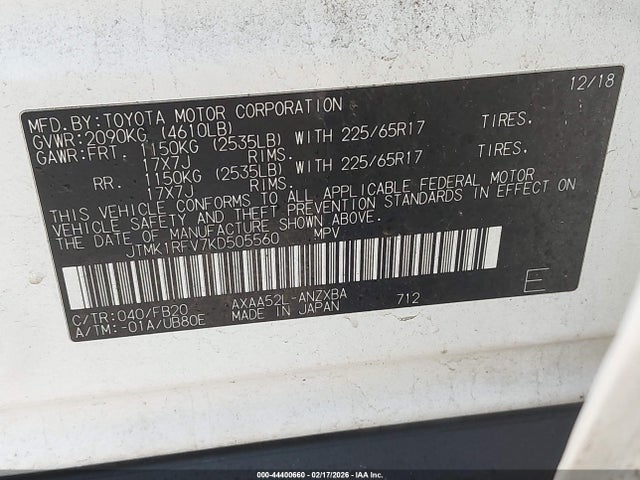 12/18
MFD.BY:TOYOTA MOTOR CORPORATION
GVWR:2090KG (4610LB)
GAWR:FRT. 1150KG (2535LB) WITH 225/65R17 TIRES.
17X7J RIMS.
RR. 1150KG (2535LB) WITH 225/65R17 TIRES.
17X7J RIMS.
THIS VEHICLE CONFORMS TO ALL APPLICABLE FEDERAL MOTOR
VEHICLE SAFETY AND THEFT PREVENTION STANDARDS IN EFFECT ON
THE DATE OF MANUFACTURE SHOWN ABOVE.
JTMK1RFV7KD505560 MPV
C/TR:040/FB20 AXAA52L-ANZXBA 712
A/TM:-01A/UB80E MADE IN JAPAN
E
000-44400660 - 02/17/2026 - IAA Inc.